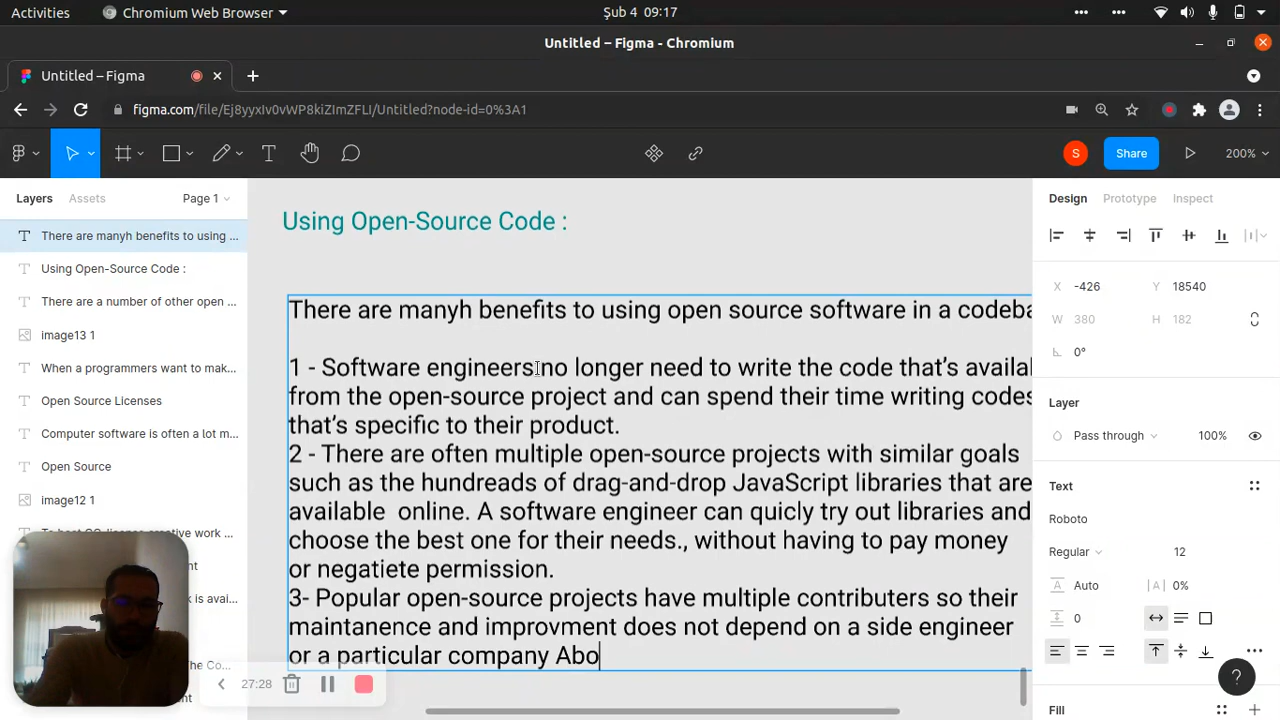 Activities
Chromium Web Browser
Şub 4 09:17
Untitled – Figma - Chromium
Untitled – Figma
figma.com/file/Ej8yyxIv0vWP8kiZImZFLI/Untitled?node-id=0%3A1
S
Share
200%
Layers
Assets
Page 1
Design
Prototype
Inspect
There are manyh benefits to using ...
Using Open-Source Code :
There are a number of other open ...
image13 1
When a programmers want to mak...
Open Source Licenses
Computer software is often a lot m...
Open Source
image12 1
Using Open-Source Code :
There are manyh benefits to using open source software in a codeba
1 - Software engineers no longer need to write the code that's availal
from the open-source project and can spend their time writing codes
that's specific to their product.
2 - There are often multiple open-source projects with similar goals
such as the hundreads of drag-and-drop JavaScript libraries that are
available  online. A software engineer can quicly try out libraries and
choose the best one for their needs., without having to pay money
or negatiete permission.
3- Popular open-source projects have multiple contributers so their
maintanence and improvment does not depend on a side engineer
or a particular company Abo
27:28
X -426
Y 18540
W 380
H 182
0°
Layer
Pass through
100%
Text
Roboto
Regular
12
A Auto
|A| 0%
0
Fill
?